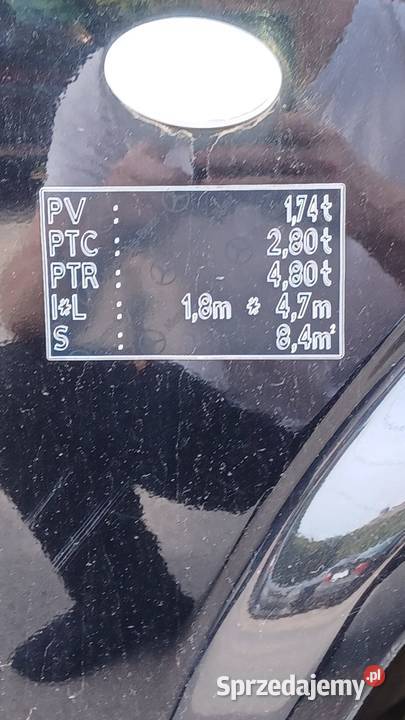 PV : 1,74t
PTC : 2,80t
PTR : 4,80t
l*L : 1,8m * 4,7m
S : 8,4m²
Sprzedajemy.pl